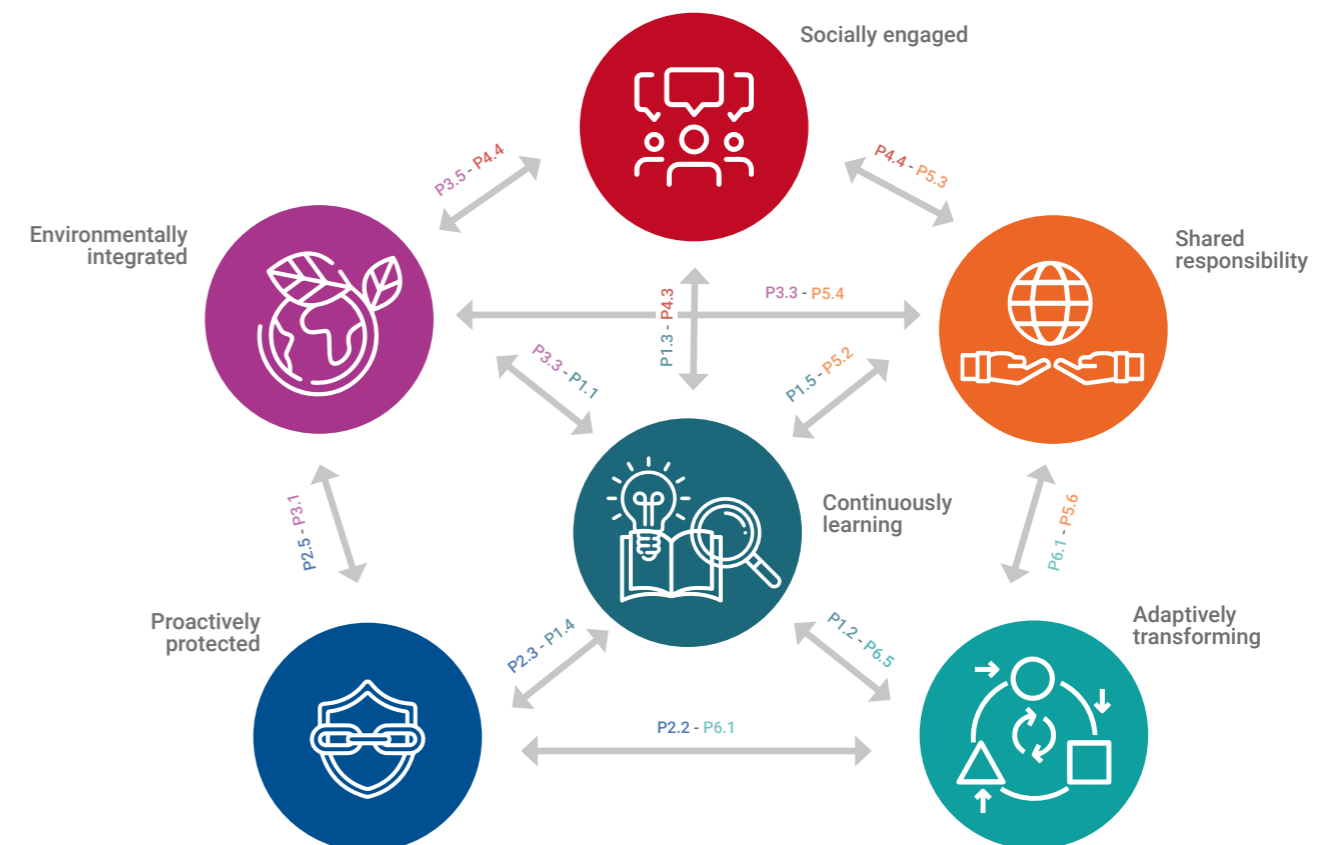 Socially engaged
P3.5 - P4.4
P4.4 - P5.3
Environmentally
integrated
Shared
responsibility
P3.3 - P5.4
P1.3 - P4.3
P3.3 - P1.1
P1.5 - P5.2
Continuously
learning
P2.5 - P3.1
P6.1 - P5.6
Proactively
protected
Adaptively
transforming
P2.3 - P1.4
P1.2 - P6.5
P2.2 - P6.1